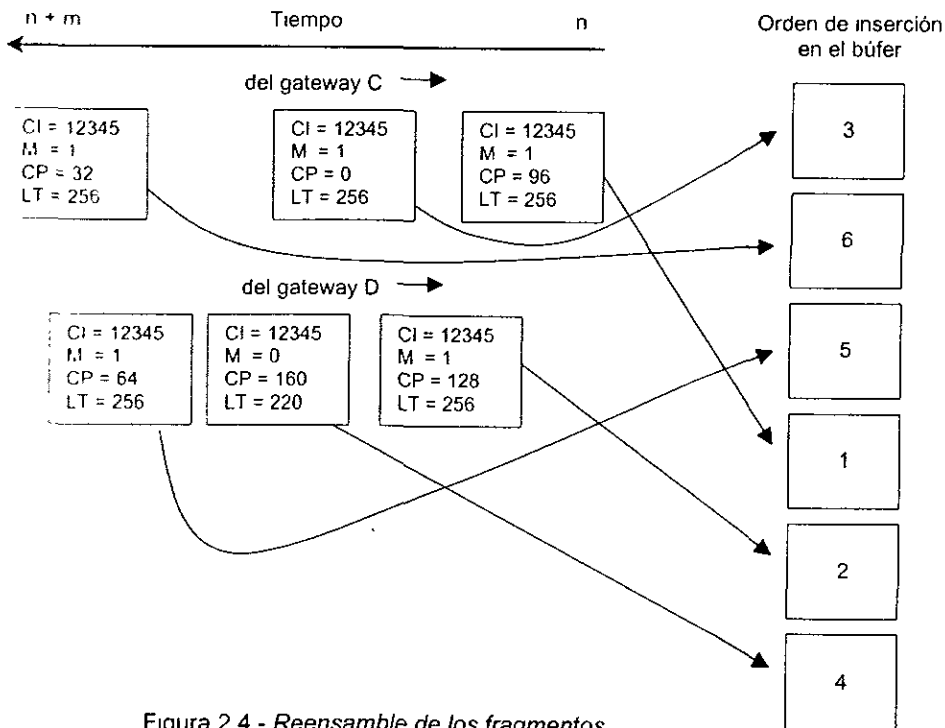 n + m
Tiempo
n
Orden de inserción
en el búfer
del gateway C
CI = 12345
M = 1
CP = 32
LT = 256
CI = 12345
M = 1
CP = 0
LT = 256
CI = 12345
M = 1
CP = 96
LT = 256
3
6
del gateway D
CI = 12345
M = 1
CP = 64
LT = 256
CI = 12345
M = 0
CP = 160
LT = 220
CI = 12345
M = 1
CP = 128
LT = 256
5
1
2
4
Figura 2.4 - Reensamble de los fragmentos